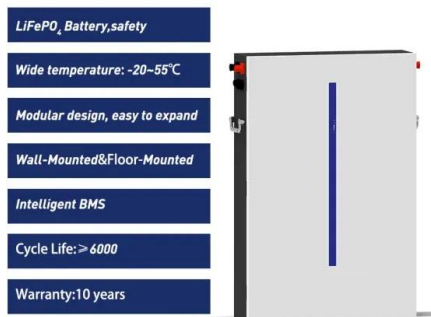 LiFePO₄ Battery,safety
Wide temperature: -20~55℃
Modular design, easy to expand
Wall-Mounted&Floor-Mounted
Intelligent BMS
Cycle Life:≥6000
Warranty:10 years